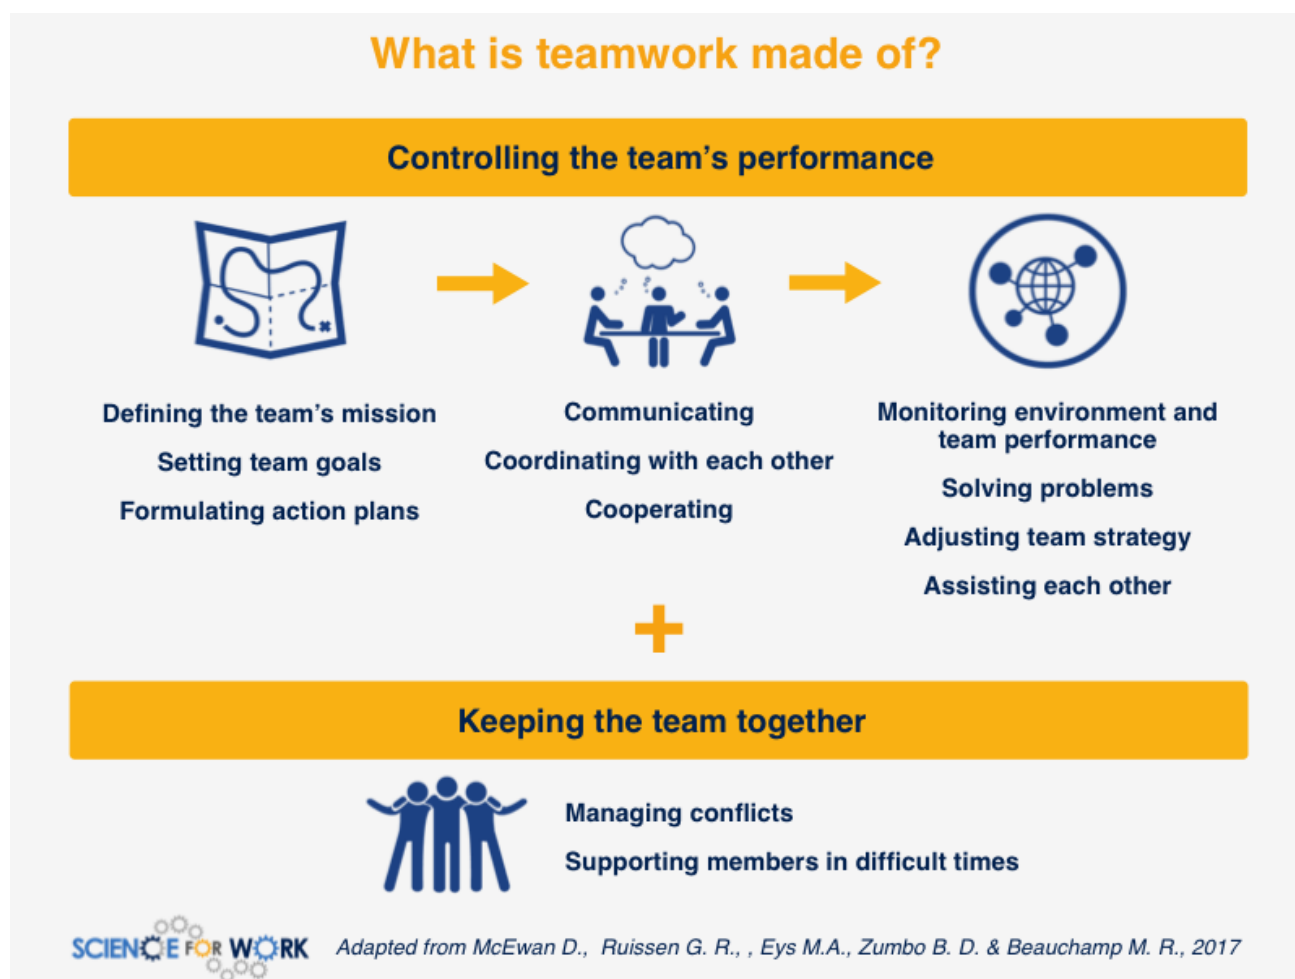 What is teamwork made of?
Controlling the team's performance
Defining the team's mission
Setting team goals
Formulating action plans
Communicating
Coordinating with each other
Cooperating
Monitoring environment and
team performance
Solving problems
Adjusting team strategy
Assisting each other
+
Keeping the team together
Managing conflicts
Supporting members in difficult times
SCIENCE FOR WORK
Adapted from McEwan D., Ruissen G. R., , Eys M.A., Zumbo B. D. & Beauchamp M. R., 2017